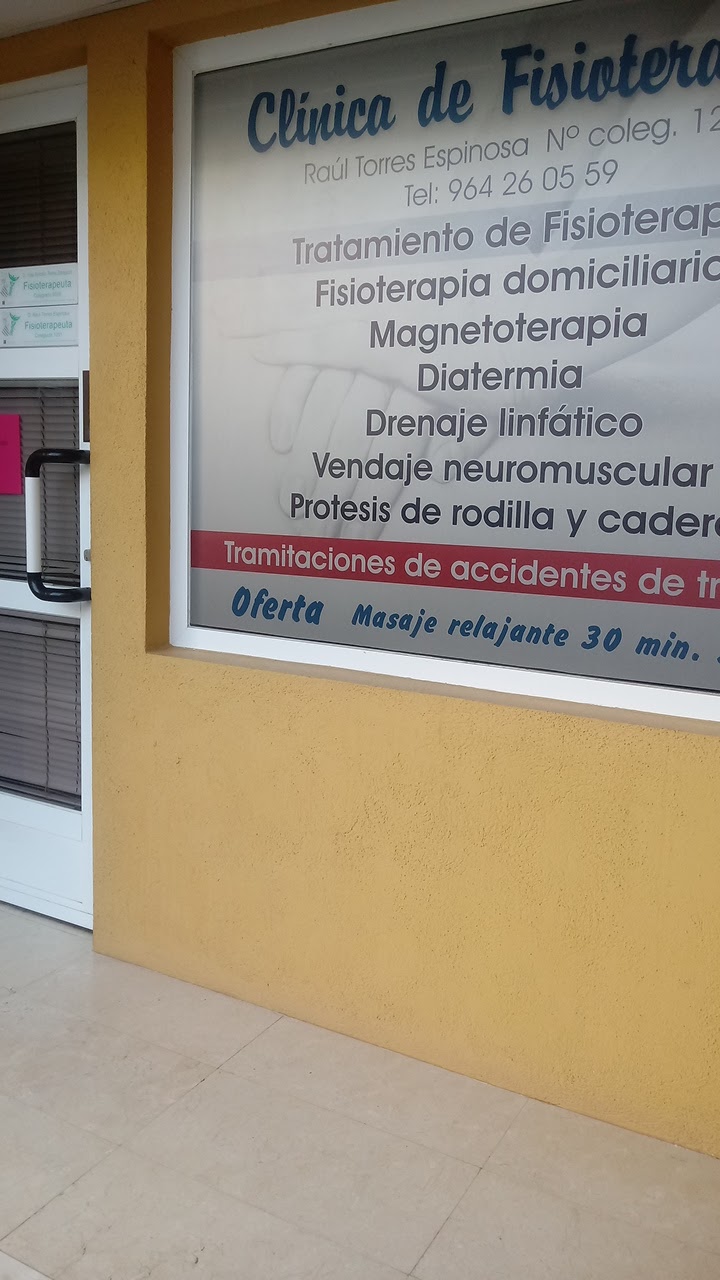 Clínica de Fisiotera
Raúl Torres Espinosa Nº coleg. 12
Tel: 964 26 05 59
Tratamiento de Fisioterap
Fisioterapia domiciliaria
Magnetoterapia
Diatermia
Drenaje linfático
Vendaje neuromuscular
Protesis de rodilla y cadera
Tramitaciones de accidentes de tr
Oferta Masaje relajante 30 min.
Fisioterapeuta
Fisioterapeuta